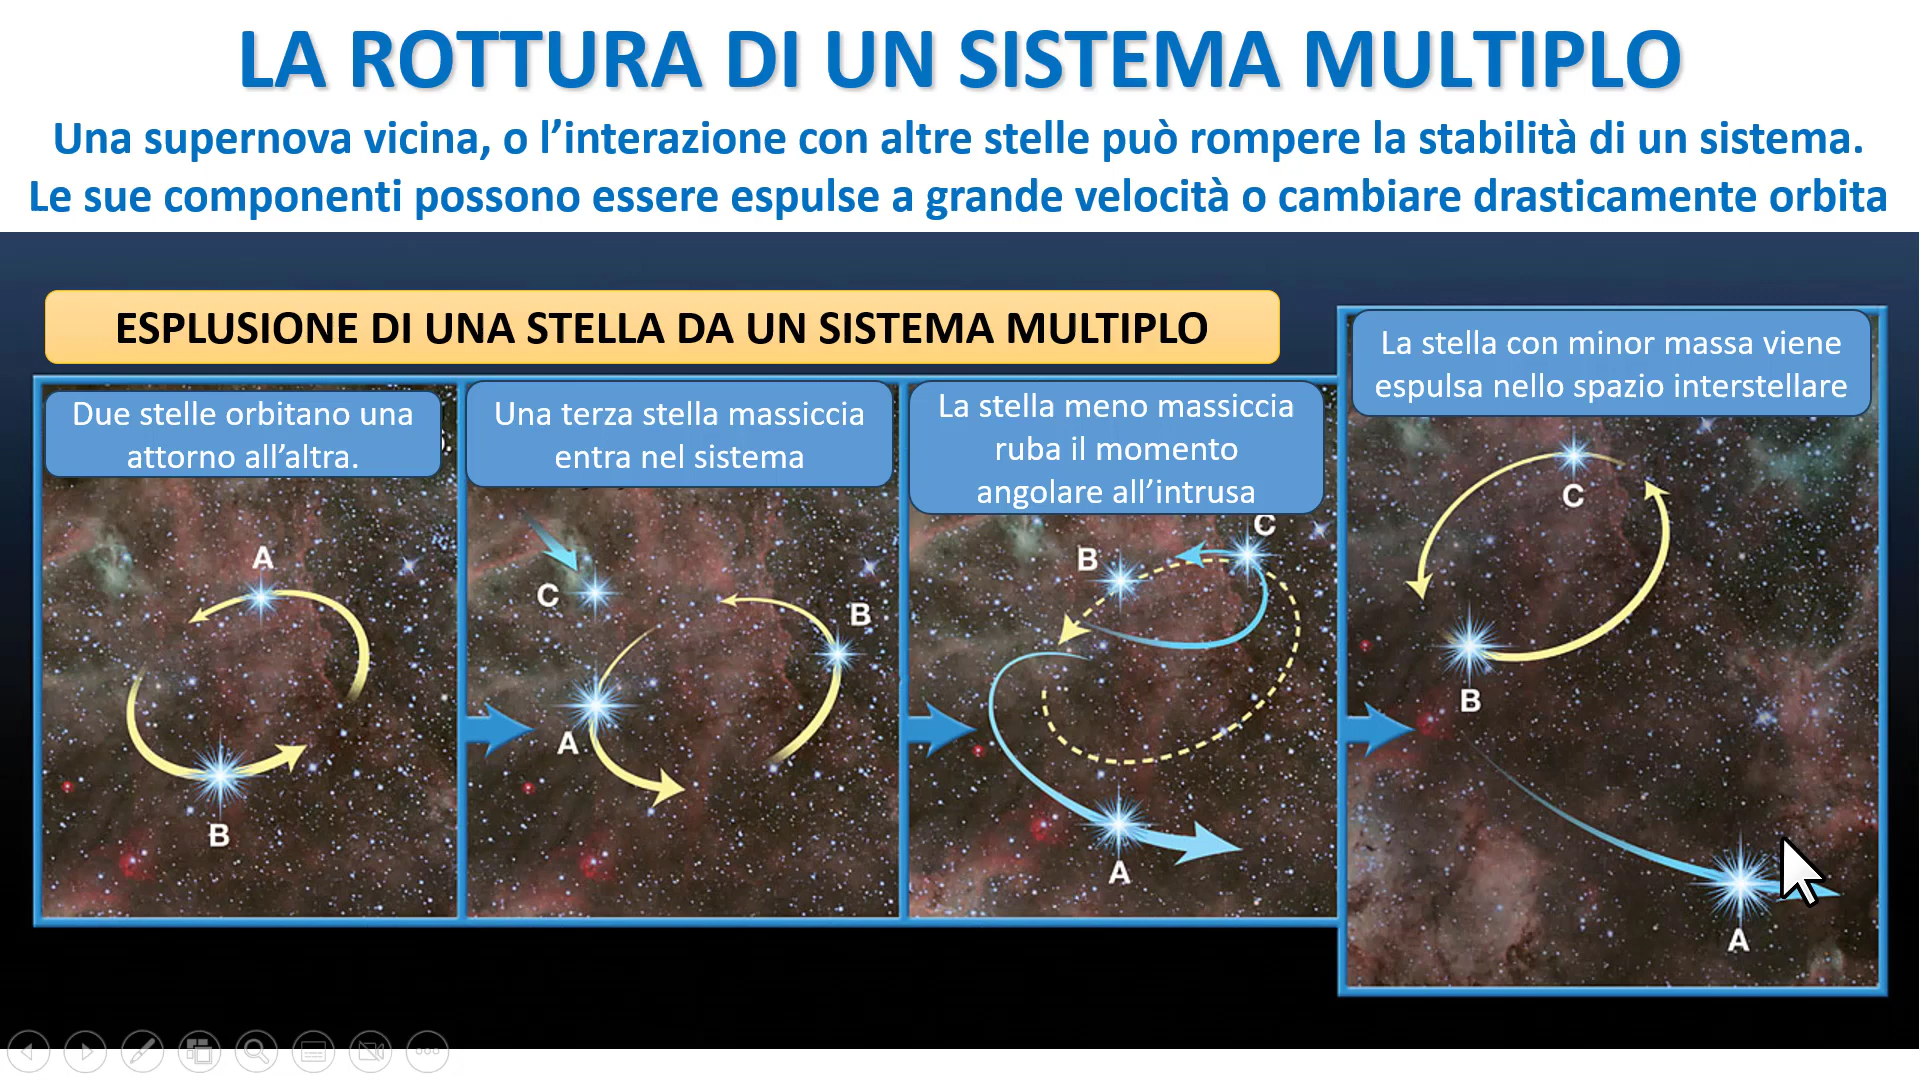 LA ROTTURA DI UN SISTEMA MULTIPLO
Una supernova vicina, o l’interazione con altre stelle può rompere la stabilità di un sistema.
Le sue componenti possono essere espulse a grande velocità o cambiare drasticamente orbita
ESPLUSIONE DI UNA STELLA DA UN SISTEMA MULTIPLO
Due stelle orbitano una
attorno all’altra.
A
B
Una terza stella massiccia
entra nel sistema
C
B
A
La stella meno massiccia
ruba il momento
angolare all’intrusa
C
B
A
La stella con minor massa viene
espulsa nello spazio interstellare
C
B
A